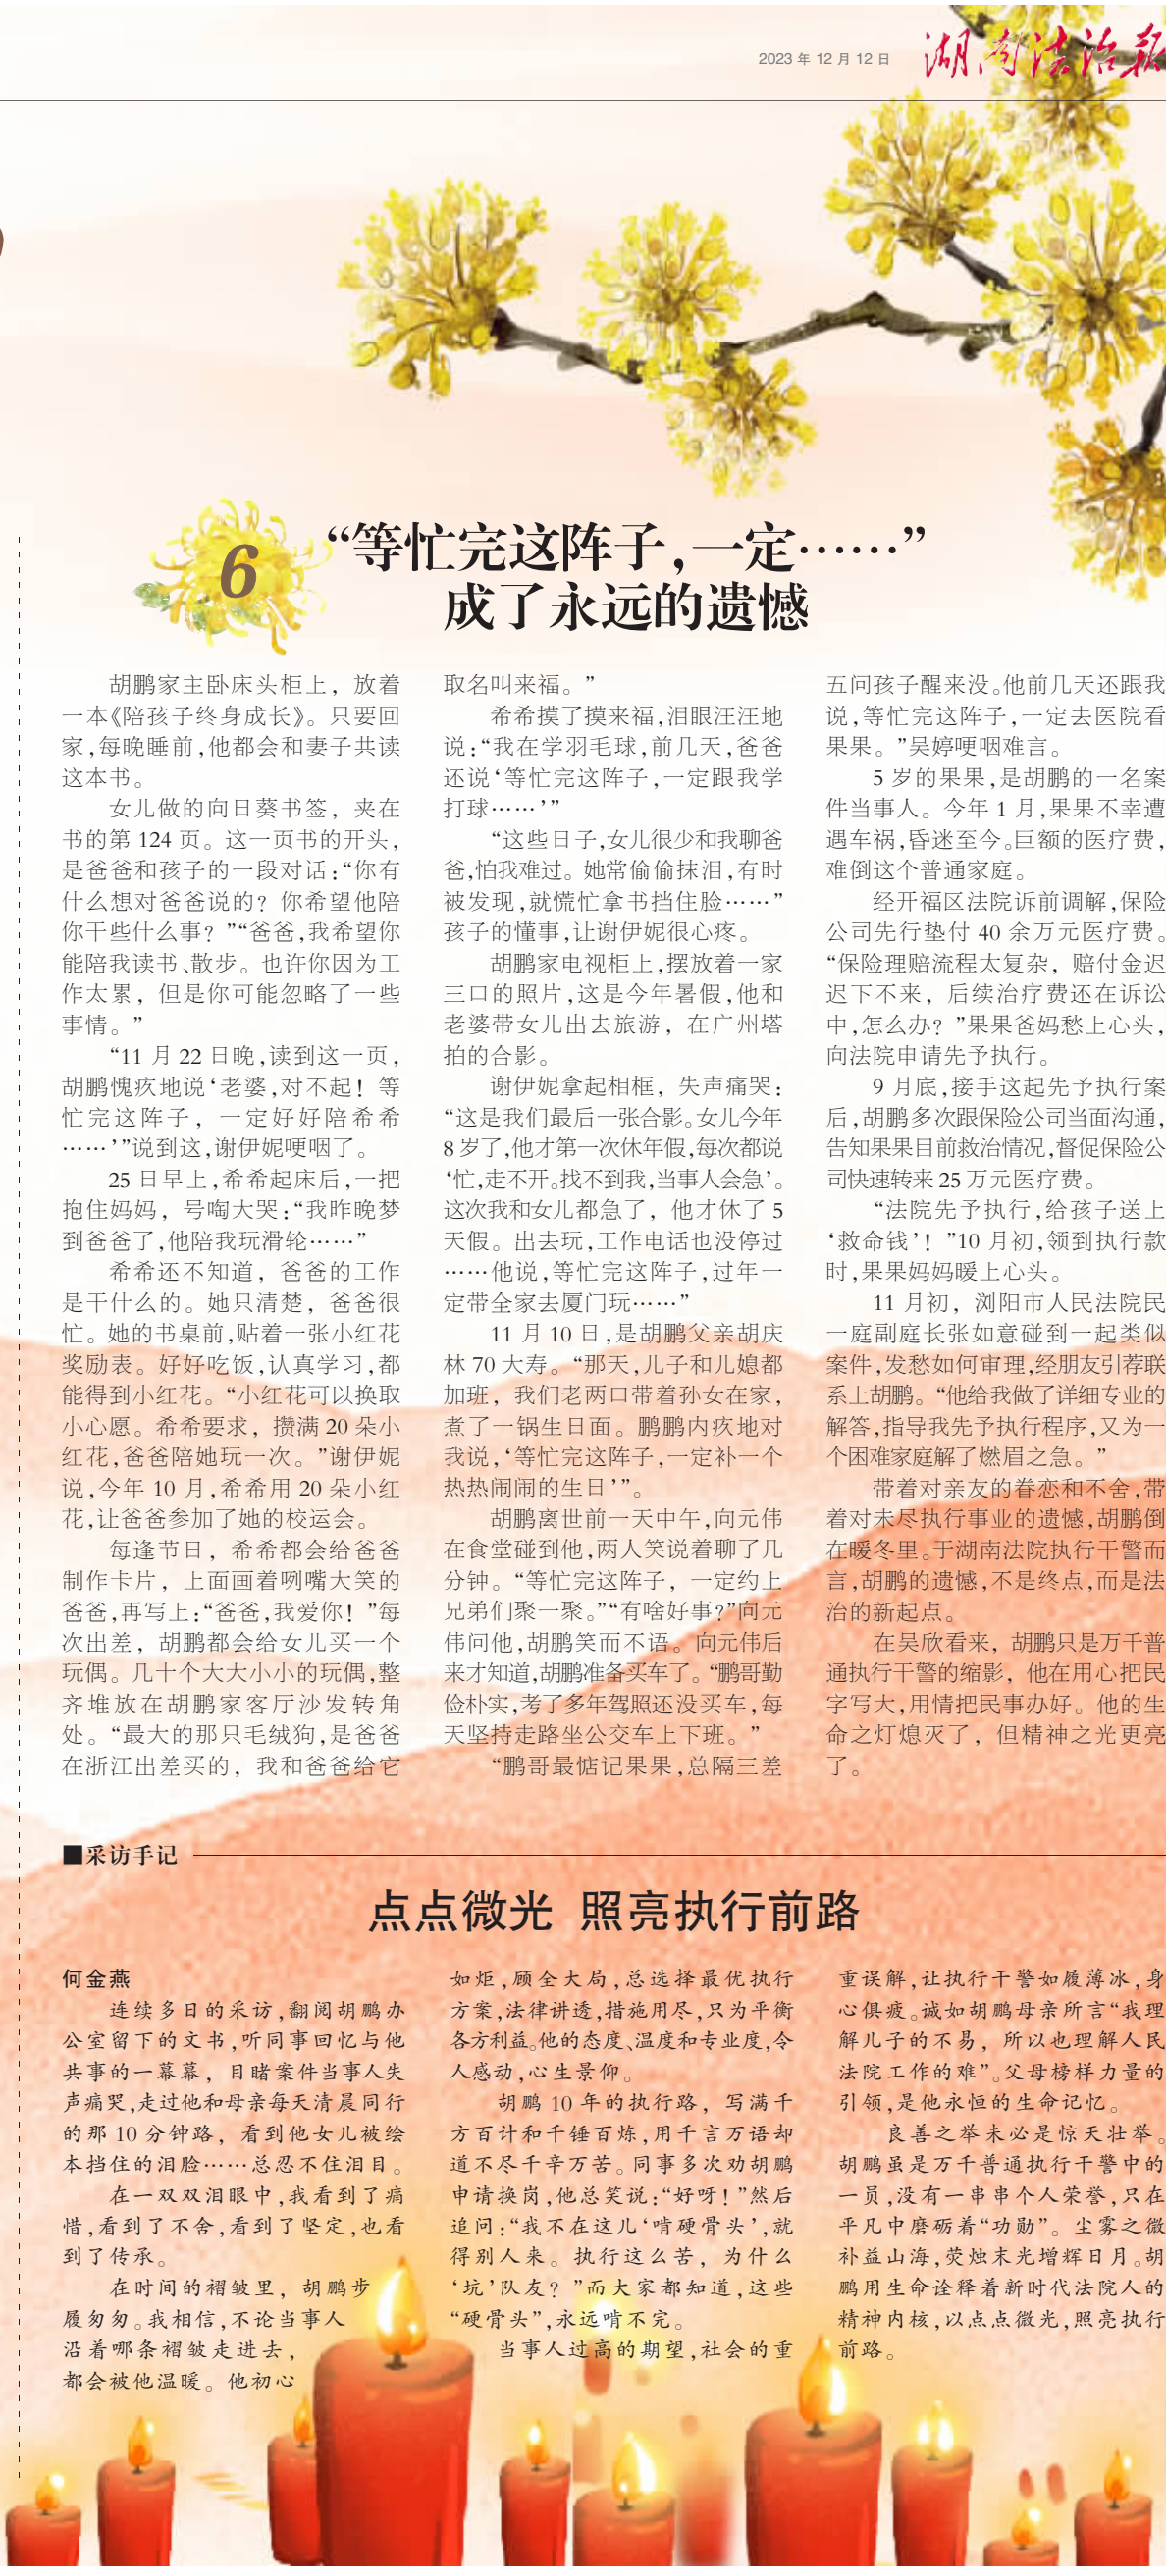 2023 年 12 月 12 日
湖南法治报
6
“等忙完这阵子,一定……”
成了永远的遗憾
胡鹏家主卧床头柜上，放着
一本《陪孩子终身成长》。只要回
家,每晚睡前,他都会和妻子共读
这本书。
女儿做的向日葵书签，夹在
书的第 124 页。这一页书的开头,
是爸爸和孩子的一段对话:“你有
什么想对爸爸说的？你希望他陪
你干些什么事？”“爸爸,我希望你
能陪我读书、散步。也许你因为工
作太累，但是你可能忽略了一些
事情。”
“11 月 22 日晚,读到这一页,
胡鹏愧疚地说‘老婆,对不起！等
忙完这阵子，一定好好陪希希
……’”说到这,谢伊妮哽咽了。
25 日早上,希希起床后,一把
抱住妈妈，号啕大哭:“我昨晚梦
到爸爸了,他陪我玩滑轮……”
希希还不知道，爸爸的工作
是干什么的。她只清楚，爸爸很
忙。她的书桌前,贴着一张小红花
奖励表。好好吃饭,认真学习,都
能得到小红花。“小红花可以换取
小心愿。希希要求，攒满 20 朵小
红花,爸爸陪她玩一次。”谢伊妮
说,今年 10 月,希希用 20 朵小红
花,让爸爸参加了她的校运会。
每逢节日，希希都会给爸爸
制作卡片，上面画着咧嘴大笑的
爸爸,再写上:“爸爸,我爱你！”每
次出差，胡鹏都会给女儿买一个
玩偶。几十个大大小小的玩偶,整
齐堆放在胡鹏家客厅沙发转角
处。“最大的那只毛绒狗,是爸爸
在浙江出差买的，我和爸爸给它
取名叫来福。”
希希摸了摸来福,泪眼汪汪地
说:“我在学羽毛球,前几天,爸爸
还说‘等忙完这阵子,一定跟我学
打球……’”
“这些日子,女儿很少和我聊爸
爸,怕我难过。她常偷偷抹泪,有时
被发现,就慌忙拿书挡住脸……”
孩子的懂事,让谢伊妮很心疼。
胡鹏家电视柜上,摆放着一家
三口的照片,这是今年暑假,他和
老婆带女儿出去旅游，在广州塔
拍的合影。
谢伊妮拿起相框，失声痛哭：
“这是我们最后一张合影。女儿今年
8 岁了,他才第一次休年假,每次都说
‘忙,走不开。找不到我,当事人会急’。
这次我和女儿都急了，他才休了 5
天假。出去玩,工作电话也没停过
……他说,等忙完这阵子,过年一
定带全家去厦门玩……”
11 月 10 日,是胡鹏父亲胡庆
林 70 大寿。“那天,儿子和儿媳都
加班，我们老两口带着孙女在家,
煮了一锅生日面。鹏鹏内疚地对
我说,‘等忙完这阵子,一定补一个
热热闹闹的生日’”。
胡鹏离世前一天中午,向元伟
在食堂碰到他,两人笑说着聊了几
分钟。“等忙完这阵子，一定约上
兄弟们聚一聚。”“有啥好事?”向元
伟问他,胡鹏笑而不语。向元伟后
来才知道,胡鹏准备买车了。“鹏哥勤
俭朴实,考了多年驾照还没买车,每
天坚持走路坐公交车上下班。”
“鹏哥最惦记果果,总隔三差
五问孩子醒来没。他前几天还跟我
说,等忙完这阵子,一定去医院看
果果。”吴婷哽咽难言。
5 岁的果果,是胡鹏的一名案
件当事人。今年 1 月,果果不幸遭
遇车祸,昏迷至今。巨额的医疗费,
难倒这个普通家庭。
经开福区法院诉前调解,保险
公司先行垫付 40 余万元医疗费。
“保险理赔流程太复杂，赔付金迟
迟下不来，后续治疗费还在诉讼
中,怎么办？”果果爸妈愁上心头,
向法院申请先予执行。
9 月底,接手这起先予执行案
后,胡鹏多次跟保险公司当面沟通,
告知果果目前救治情况,督促保险公
司快速转来 25 万元医疗费。
“法院先予执行,给孩子送上
‘救命钱’！”10 月初,领到执行款
时,果果妈妈暖上心头。
11 月初，浏阳市人民法院民
一庭副庭长张如意碰到一起类似
案件,发愁如何审理,经朋友引荐联
系上胡鹏。“他给我做了详细专业的
解答,指导我先予执行程序,又为一
个困难家庭解了燃眉之急。”
带着对亲友的眷恋和不舍,带
着对未尽执行事业的遗憾,胡鹏倒
在暖冬里。于湖南法院执行干警而
言,胡鹏的遗憾,不是终点,而是法
治的新起点。
在吴欣看来，胡鹏只是万千普
通执行干警的缩影，他在用心把民
字写大,用情把民事办好。他的生
命之灯熄灭了，但精神之光更亮
了。
■采访手记
点点微光 照亮执行前路
何金燕
连续多日的采访,翻阅胡鹏办
公室留下的文书,听同事回忆与他
共事的一幕幕，目睹案件当事人失
声痛哭,走过他和母亲每天清晨同行
的那 10 分钟路，看到他女儿被绘
本挡住的泪脸……总忍不住泪目。
在一双双泪眼中,我看到了痛
惜,看到了不舍,看到了坚定,也看
到了传承。
在时间的褶皱里，胡鹏步
履匆匆。我相信,不论当事人
沿着哪条褶皱走进去,
都会被他温暖。他初心
如炬,顾全大局,总选择最优执行
方案,法律讲透,措施用尽,只为平衡
各方利益。他的态度、温度和专业度,令
人感动,心生景仰。
胡鹏 10 年的执行路，写满千
方百计和千锤百炼,用千言万语却
道不尽千辛万苦。同事多次劝胡鹏
申请换岗,他总笑说:“好呀！”然后
追问:“我不在这儿‘啃硬骨头’,就
得别人来。执行这么苦，为什么
‘坑’队友？”而大家都知道,这些
“硬骨头”,永远啃不完。
当事人过高的期望,社会的重
重误解,让执行干警如履薄冰,身
心俱疲。诚如胡鹏母亲所言“我理
解儿子的不易，所以也理解人民
法院工作的难”。父母榜样力量的
引领,是他永恒的生命记忆。
良善之举未必是惊天壮举。
胡鹏虽是万千普通执行干警中的
一员,没有一串串个人荣誉,只在
平凡中磨砺着“功勋”。尘雾之微
补益山海,荧烛末光增辉日月。胡
鹏用生命诠释着新时代法院人的
精神内核,以点点微光,照亮执行
前路。